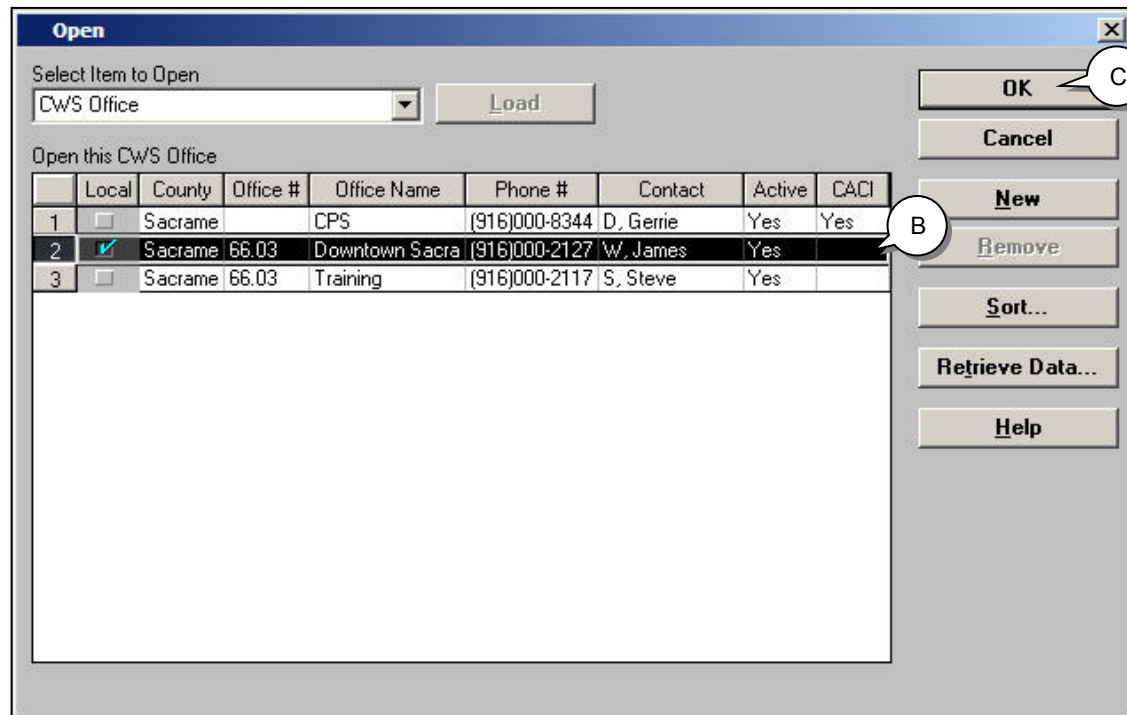 Open
Select Item to Open
CWS Office
Load
OK
C
Cancel
Open this CWS Office
Local County Office # Office Name Phone # Contact Active CACI
New
1 Sacrame CPS (916)000-8344 D, Gerrie Yes Yes
B
2 Sacrame 66.03 Downtown Sacra (916)000-2127 W, James Yes
Remove
3 Sacrame 66.03 Training (916)000-2117 S, Steve Yes
Sort...
Retrieve Data...
Help